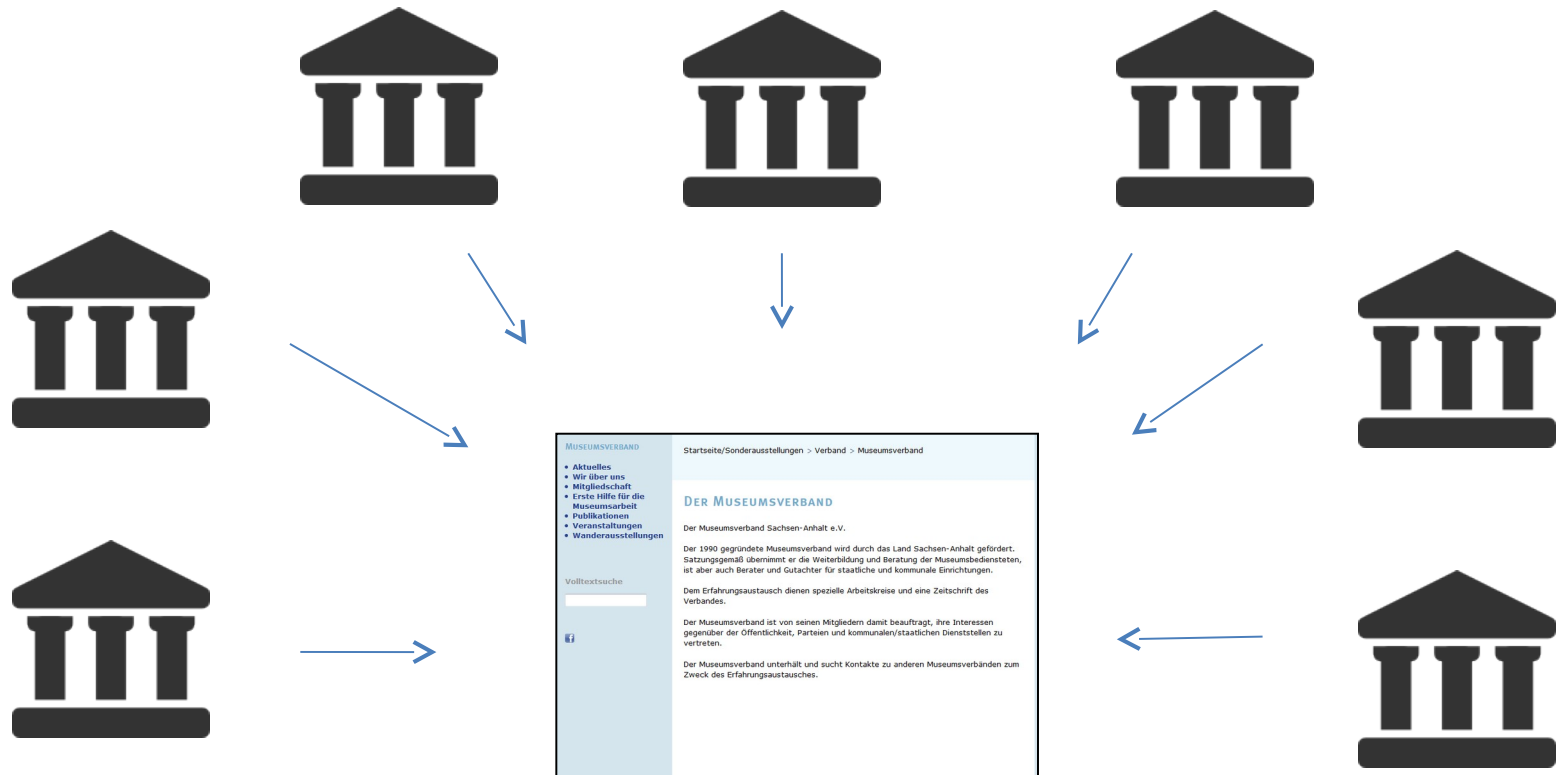 MUSEUMSVERBAND
• Aktuelles
• Wir über uns
• Mitgliedschaft
• Erste Hilfe für die
Museumsarbeit
• Publikationen
• Veranstaltungen
• Wanderausstellungen
Volltextsuche
f
Startseite/Sonderausstellungen > Verband > Museumsverband
DER MUSEUMSVERBAND
Der Museumsverband Sachsen-Anhalt e.V.
Der 1990 gegründete Museumsverband wird durch das Land Sachsen-Anhalt gefördert.
Satzungsgemäß übernimmt er die Weiterbildung und Beratung der Museumsbediensteten,
ist aber auch Berater und Gutachter für staatliche und kommunale Einrichtungen.
Dem Erfahrungsaustausch dienen spezielle Arbeitskreise und eine Zeitschrift des
Verbandes.
Der Museumsverband ist von seinen Mitgliedern damit beauftragt, ihre Interessen
gegenüber der Öffentlichkeit, Parteien und kommunalen/staatlichen Dienststellen zu
vertreten.
Der Museumsverband unterhält und sucht Kontakte zu anderen Museumsverbänden zum
Zweck des Erfahrungsaustausches.